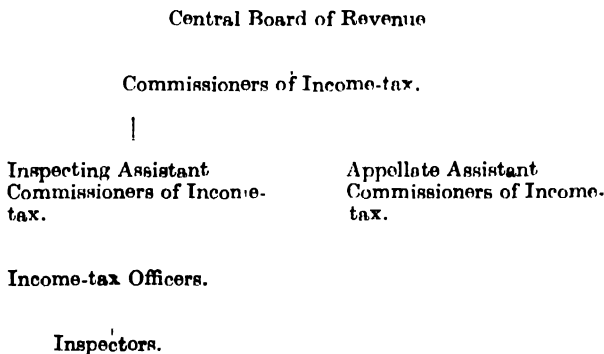 Central Board of Revenue
Commissioners of Income-tax.
Inspecting Assistant
Commissioners of Income-
tax.
Appellate Assistant
Commissioners of Income-
tax.
Income-tax Officers.
Inspectors.